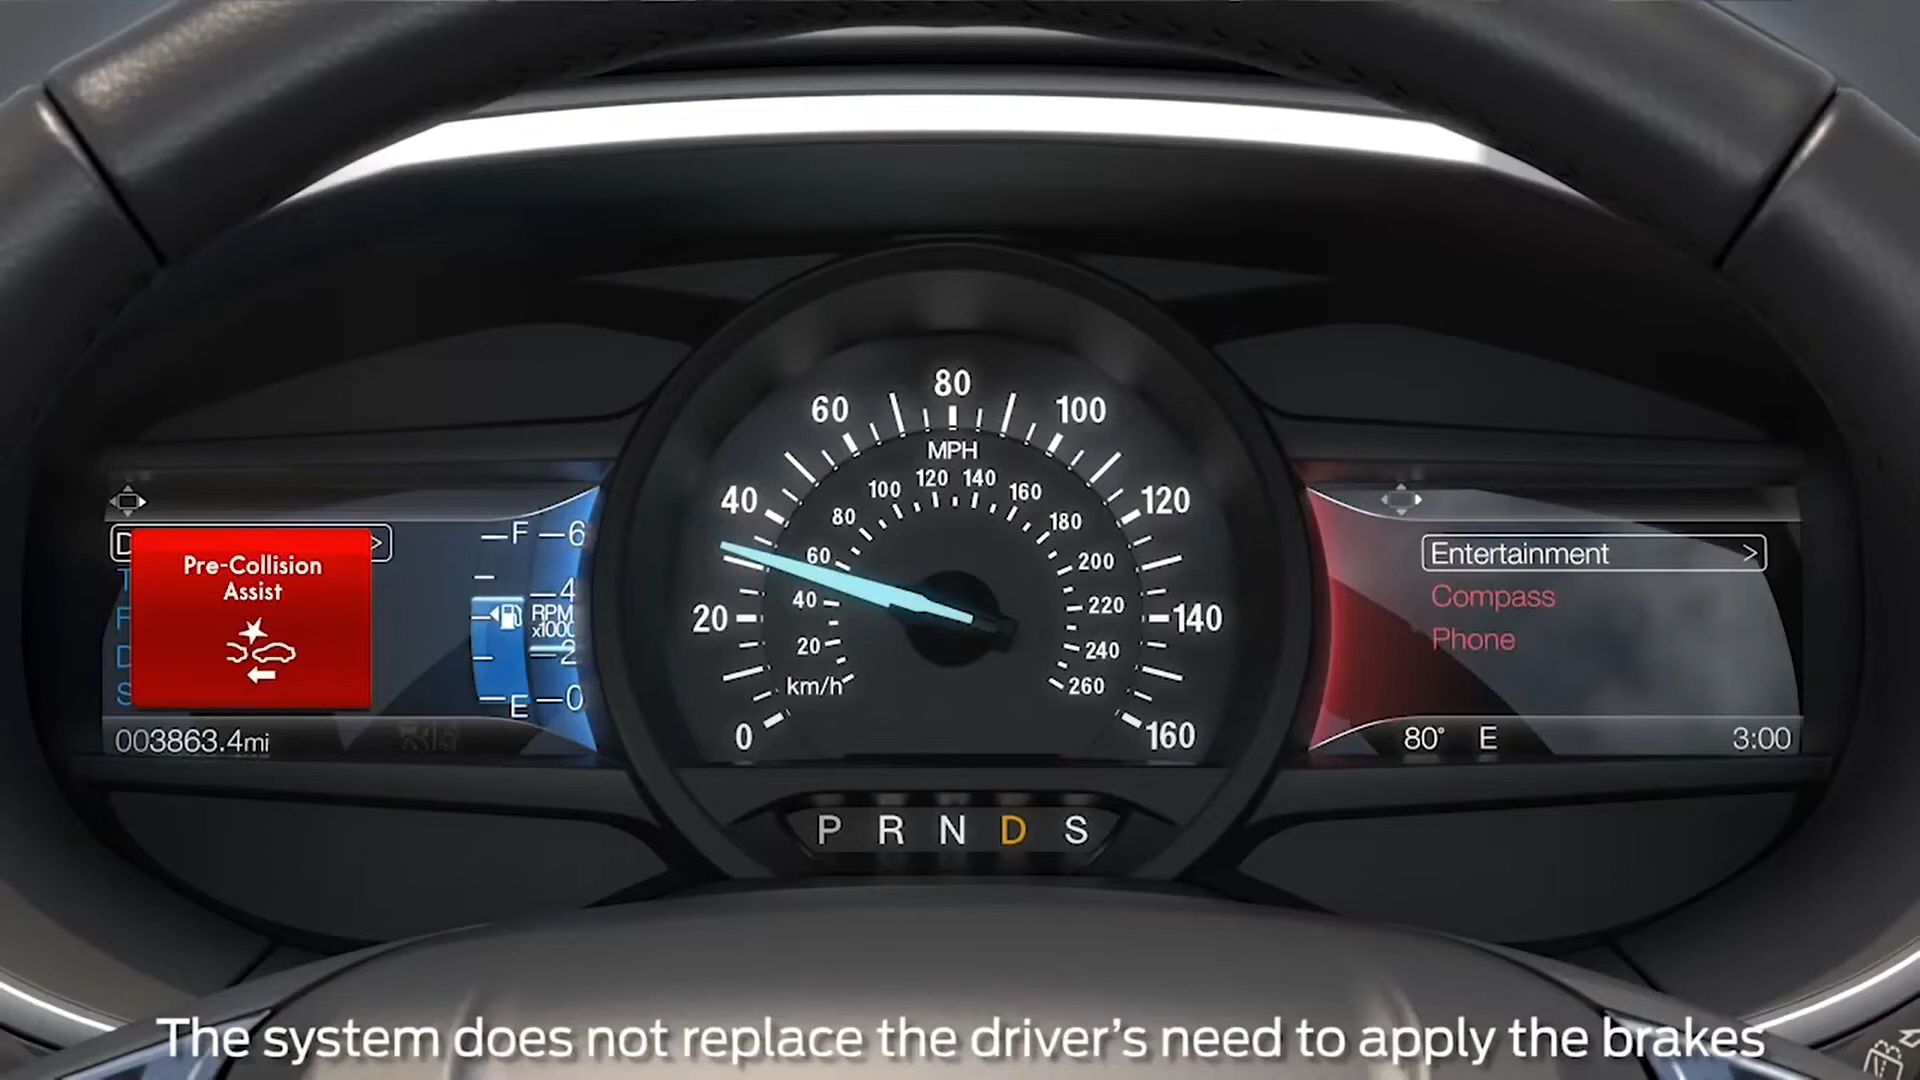 80
60
100
MPH
120 140
100
160
40
120
80
180
60
200
40
220
20
140
20
240
km/h
260
0
160
P R N D S
D >
T
F
D
S
Pre-Collision
Assist
F
6
4
RPM
x1000
2
E
0
003863.4mi
Entertainment >
Compass
Phone
80° E
3:00
The system does not replace the driver's need to apply the brakes